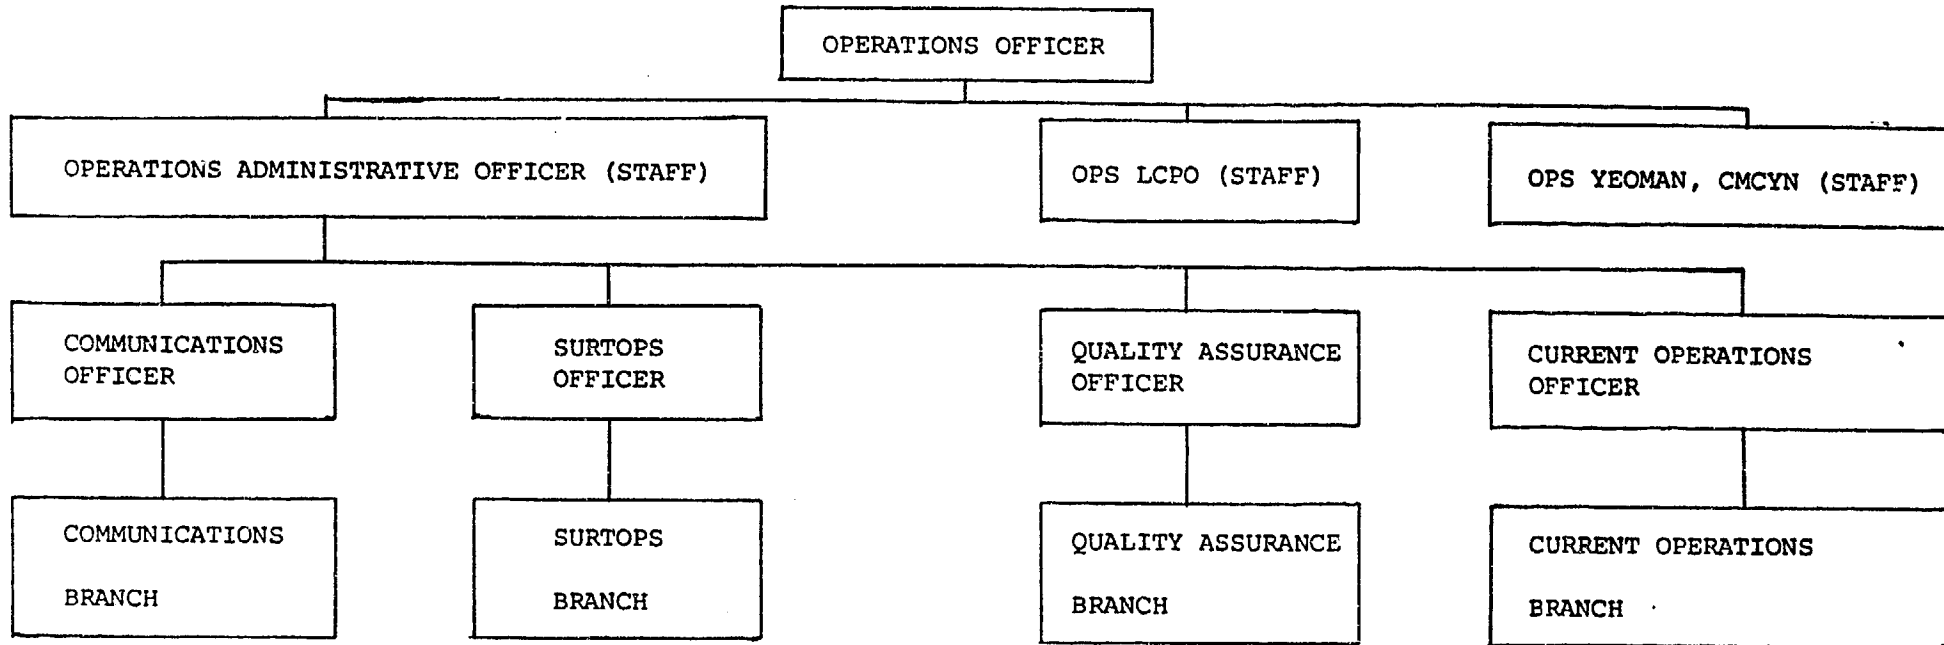 OPERATIONS OFFICER
OPERATIONS ADMINISTRATIVE OFFICER (STAFF)
OPS LCPO (STAFF)
OPS YEOMAN, CMCYN (STAFF)
COMMUNICATIONS
OFFICER
SURTOPS
OFFICER
QUALITY ASSURANCE
OFFICER
CURRENT OPERATIONS
OFFICER
COMMUNICATIONS
BRANCH
SURTOPS
BRANCH
QUALITY ASSURANCE
BRANCH
CURRENT OPERATIONS
BRANCH